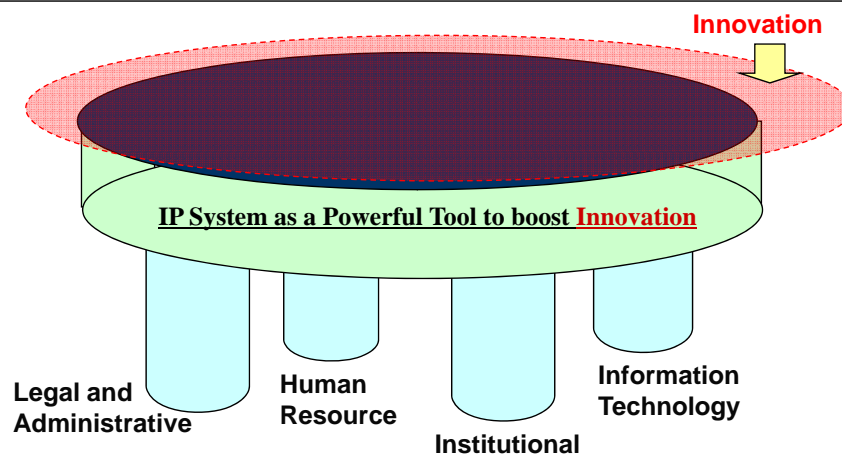 Innovation
IP System as a Powerful Tool to boost Innovation
Legal and
Administrative
Human
Resource
Institutional
Information
Technology